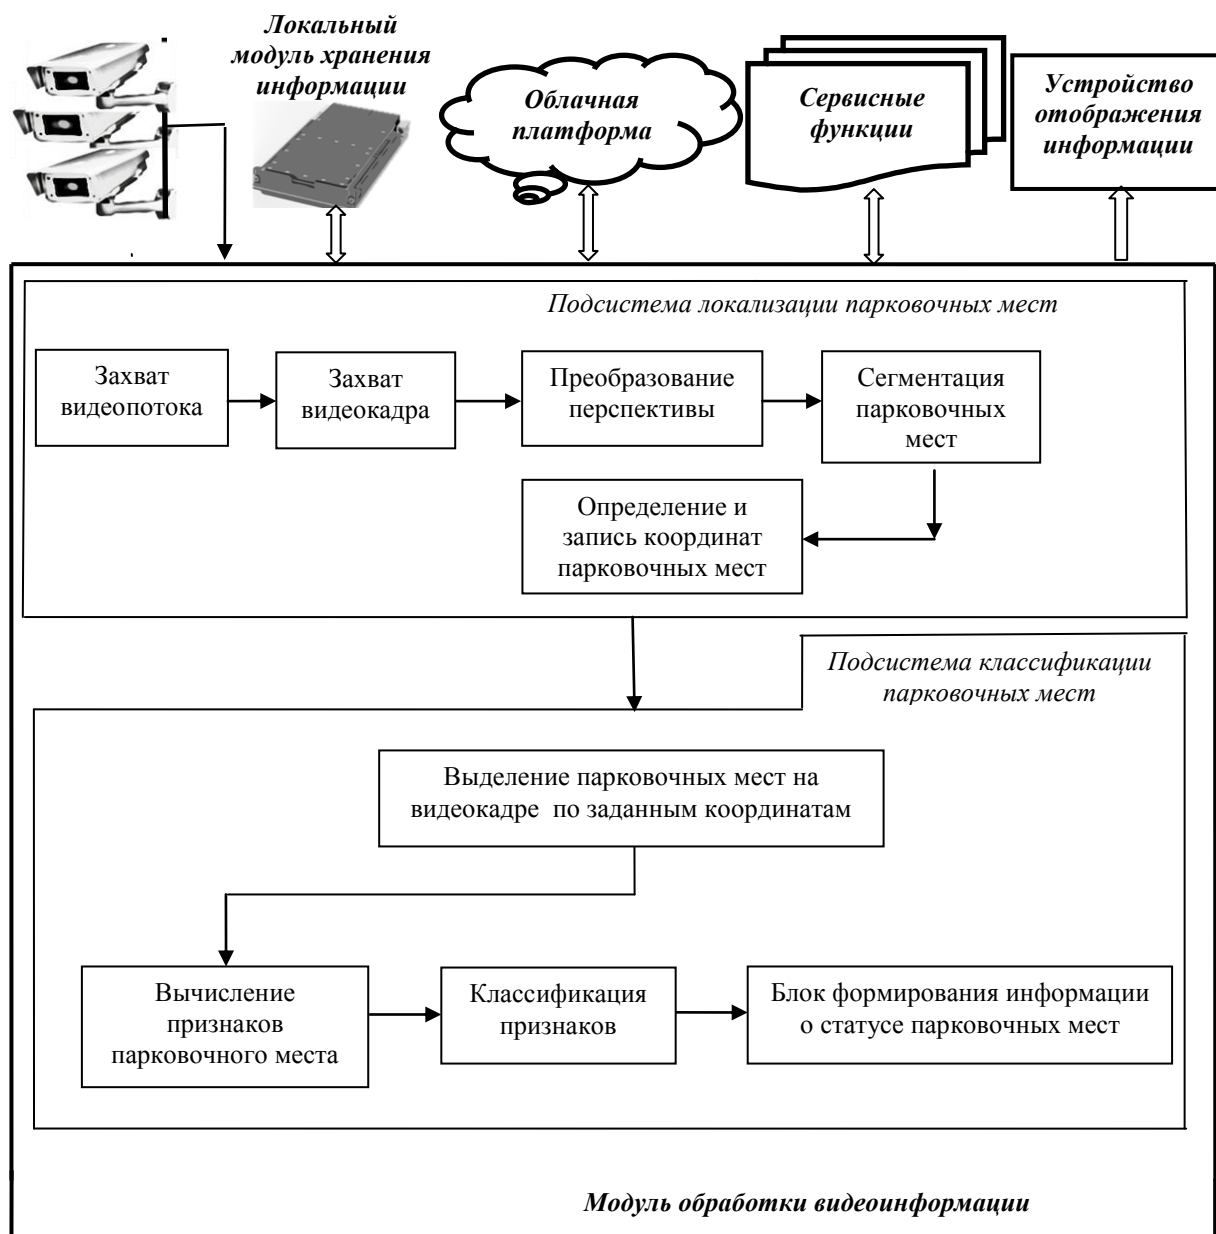 Локальный
модуль хранения
информации
Облачная
платформа
Сервисные
функции
Устройство
отображения
информации
Подсистема локализации парковочных мест
Захват
видеопотока
Захват
видеокадра
Преобразование
перспективы
Сегментация
парковочных
мест
Определение и
запись координат
парковочных мест
Подсистема классификации
парковочных мест
Выделение парковочных мест на
видеокадре по заданным координатам
Вычисление
признаков
парковочного места
Классификация
признаков
Блок формирования информации
о статусе парковочных мест
Модуль обработки видеоинформации